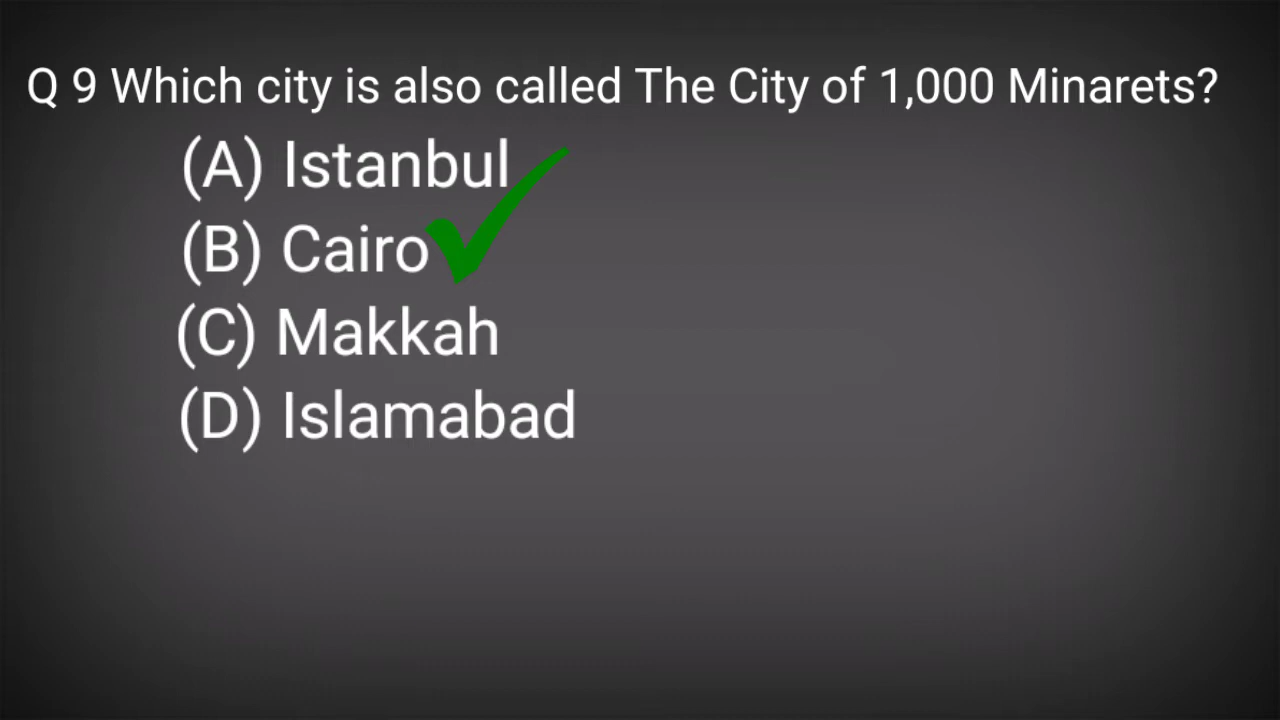 Q 9 Which city is also called The City of 1,000 Minarets?
(A) Istanbul
(B) Cairo
(C) Makkah
(D) Islamabad